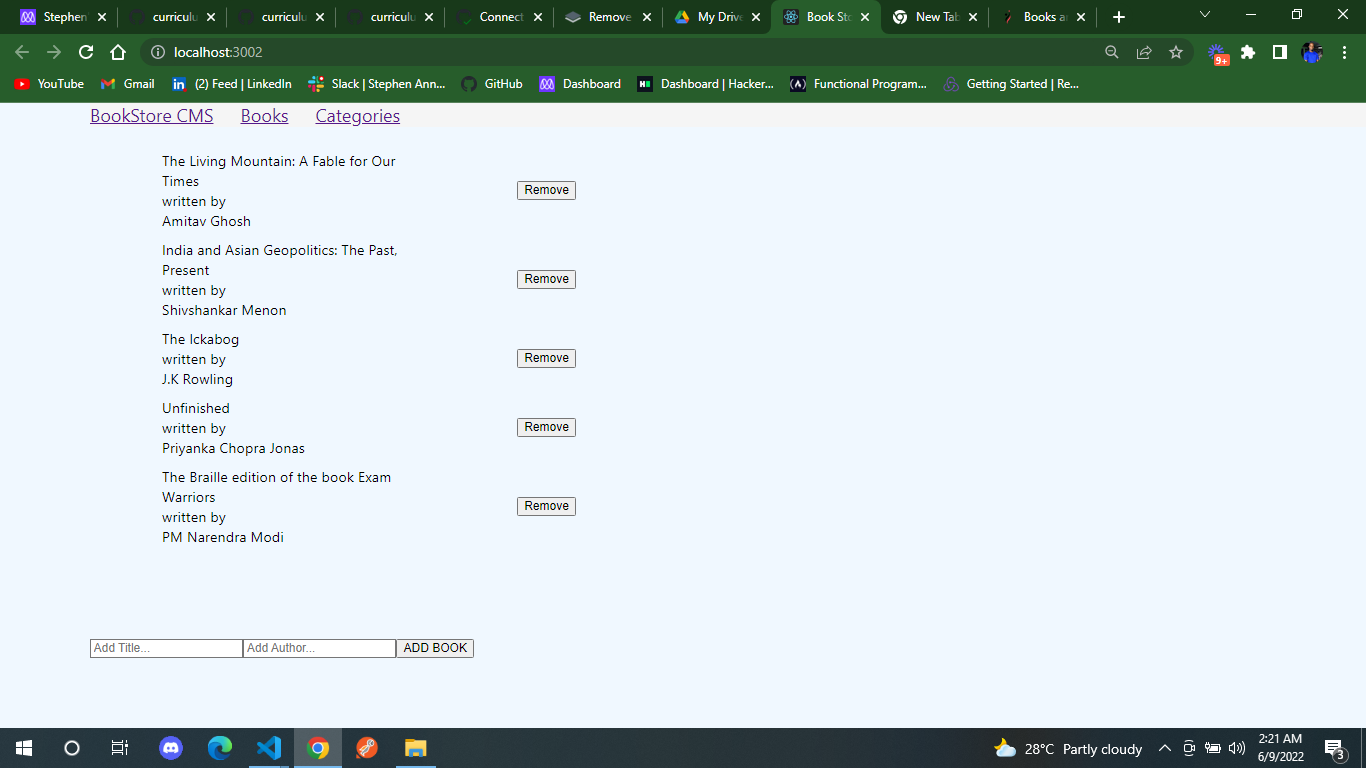 Stephen'
curriculu
curriculu
curriculu
Connect
Remove
My Drive
Book Sto
New Tab
Books a
localhost:3002
9+
YouTube
Gmail
(2) Feed | LinkedIn
Slack | Stephen Ann...
GitHub
Dashboard
Dashboard | Hacker...
Functional Program...
Getting Started | Re...
BookStore CMS Books Categories
The Living Mountain: A Fable for Our
Times
written by
Amitav Ghosh
Remove
India and Asian Geopolitics: The Past,
Present
written by
Shivshankar Menon
Remove
The Ickabog
written by
J.K Rowling
Remove
Unfinished
written by
Priyanka Chopra Jonas
Remove
The Braille edition of the book Exam
Warriors
written by
PM Narendra Modi
Remove
Add Title...
Add Author...
ADD BOOK
28°C Partly cloudy
2:21 AM
6/9/2022
3